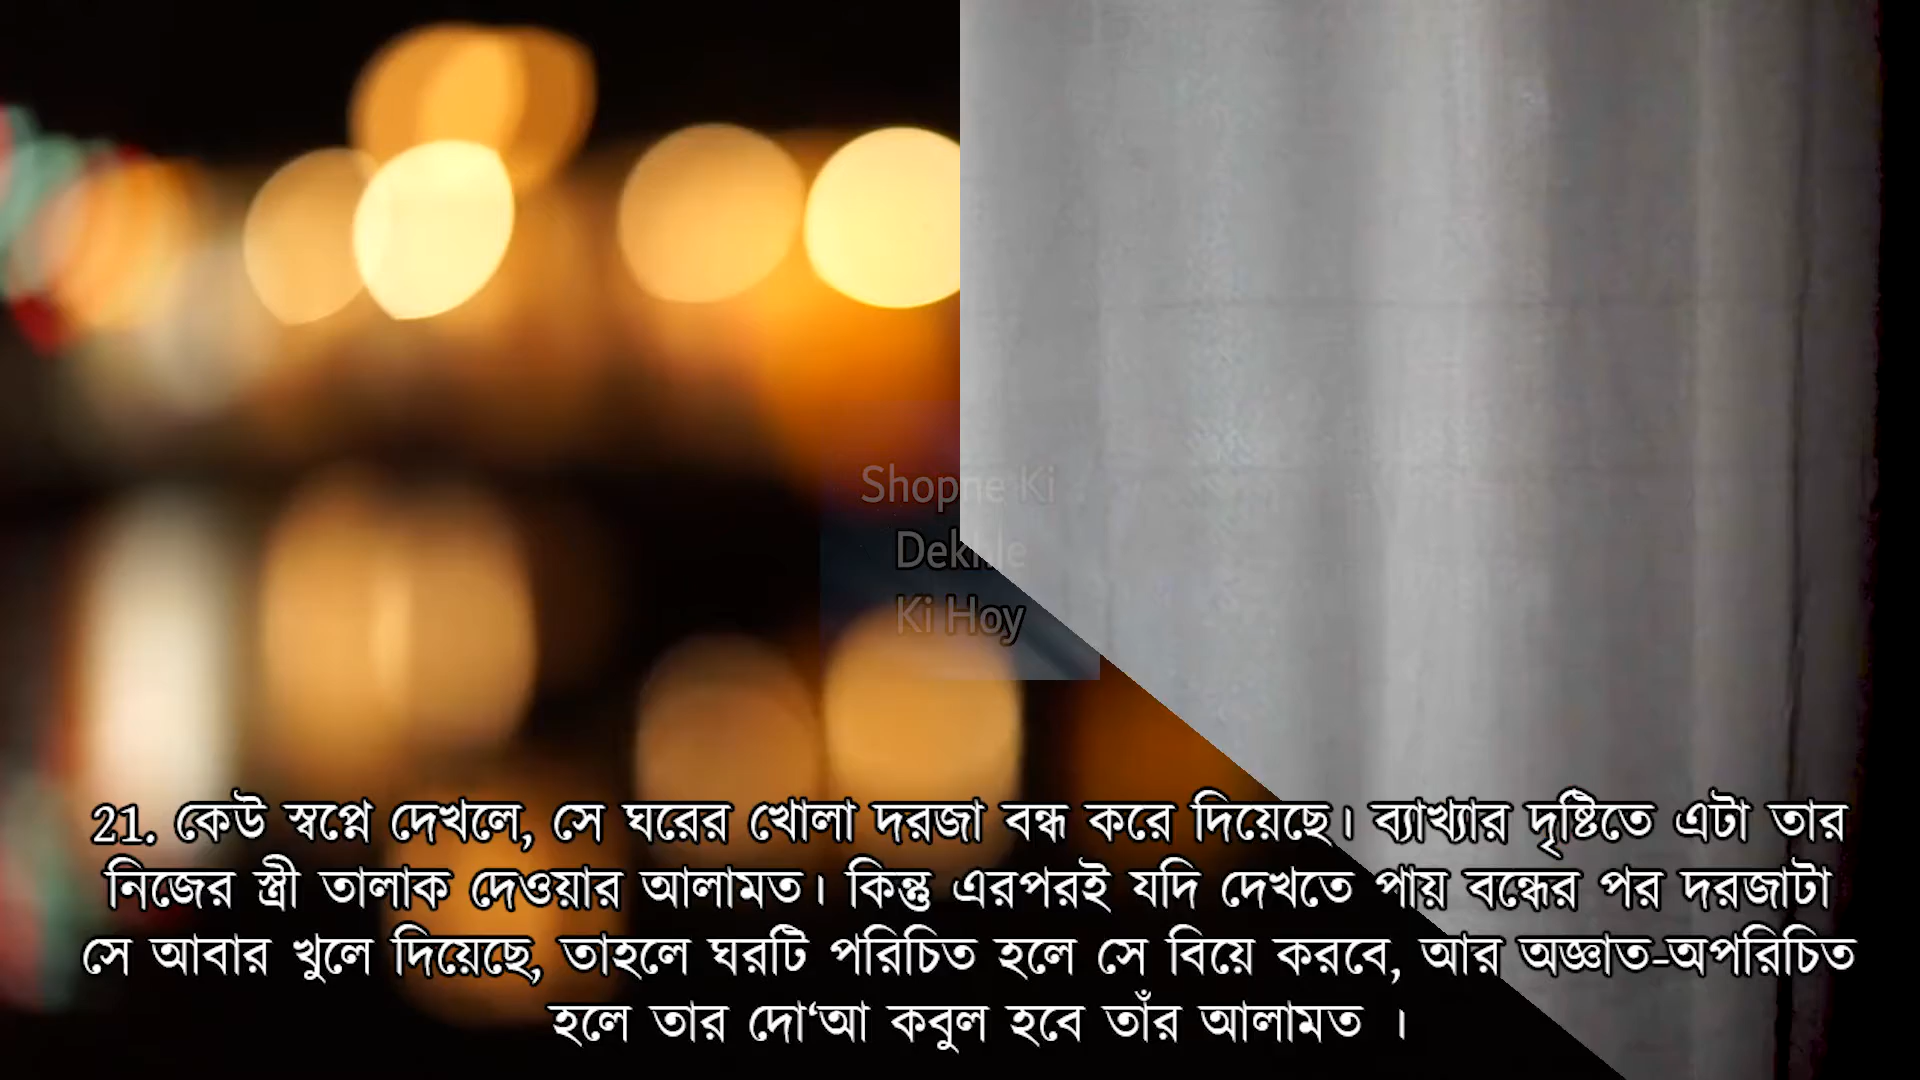 Shopne Ki
Dekhle
Ki Hoy
21. কেউ স্বপ্নে দেখলে, সে ঘরের খোলা দরজা বন্ধ করে দিয়েছে। ব্যাখ্যার দৃষ্টিতে এটা তার
নিজের স্ত্রী তালাক দেওয়ার আলামত। কিন্তু এরপরই যদি দেখতে পায় বন্ধের পর দরজাটা
সে আবার খুলে দিয়েছে, তাহলে ঘরটি পরিচিত হলে সে বিয়ে করবে, আর অজ্ঞাত-অপরিচিত
হলে তার দো‘আ কবুল হবে তাঁর আলামত ।